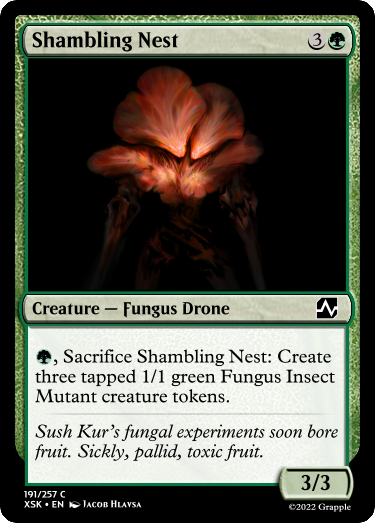 Shambling Nest 3
Creature — Fungus Drone
, Sacrifice Shambling Nest: Create
three tapped 1/1 green Fungus Insect
Mutant creature tokens.
Sush Kur's fungal experiments soon bore
fruit. Sickly, pallid, toxic fruit.
3/3
191/257 C
XSK • EN Jacob Hlavsa
©2022 Grapple